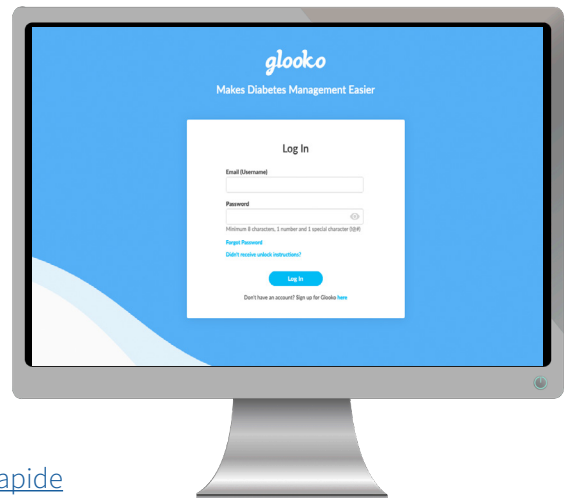 glooko
Makes Diabetes Management Easier
Log In
Email (Username)
Password
Minimum 8 characters, 1 number and 1 special character (!@#)
Forgot Password
Didn't receive unlock instructions?
Log In
Don't have an account? Sign up for Glooko here
apide